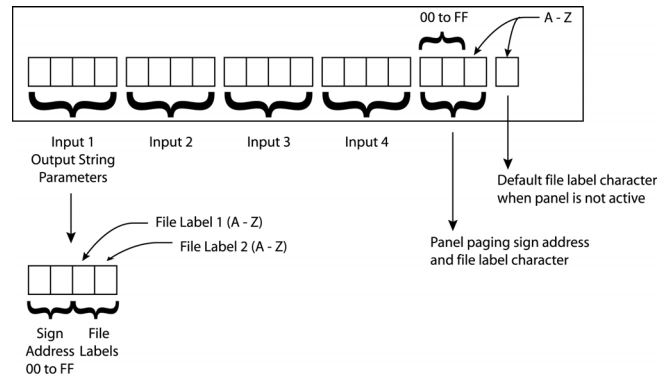 00 to FF
A - Z
Input 1
Output String
Parameters
Input 2
Input 3
Input 4
Default file label character
when panel is not active
File Label 1 (A - Z)
File Label 2 (A - Z)
Panel paging sign address
and file label character
Sign
Address
00 to FF
File
Labels